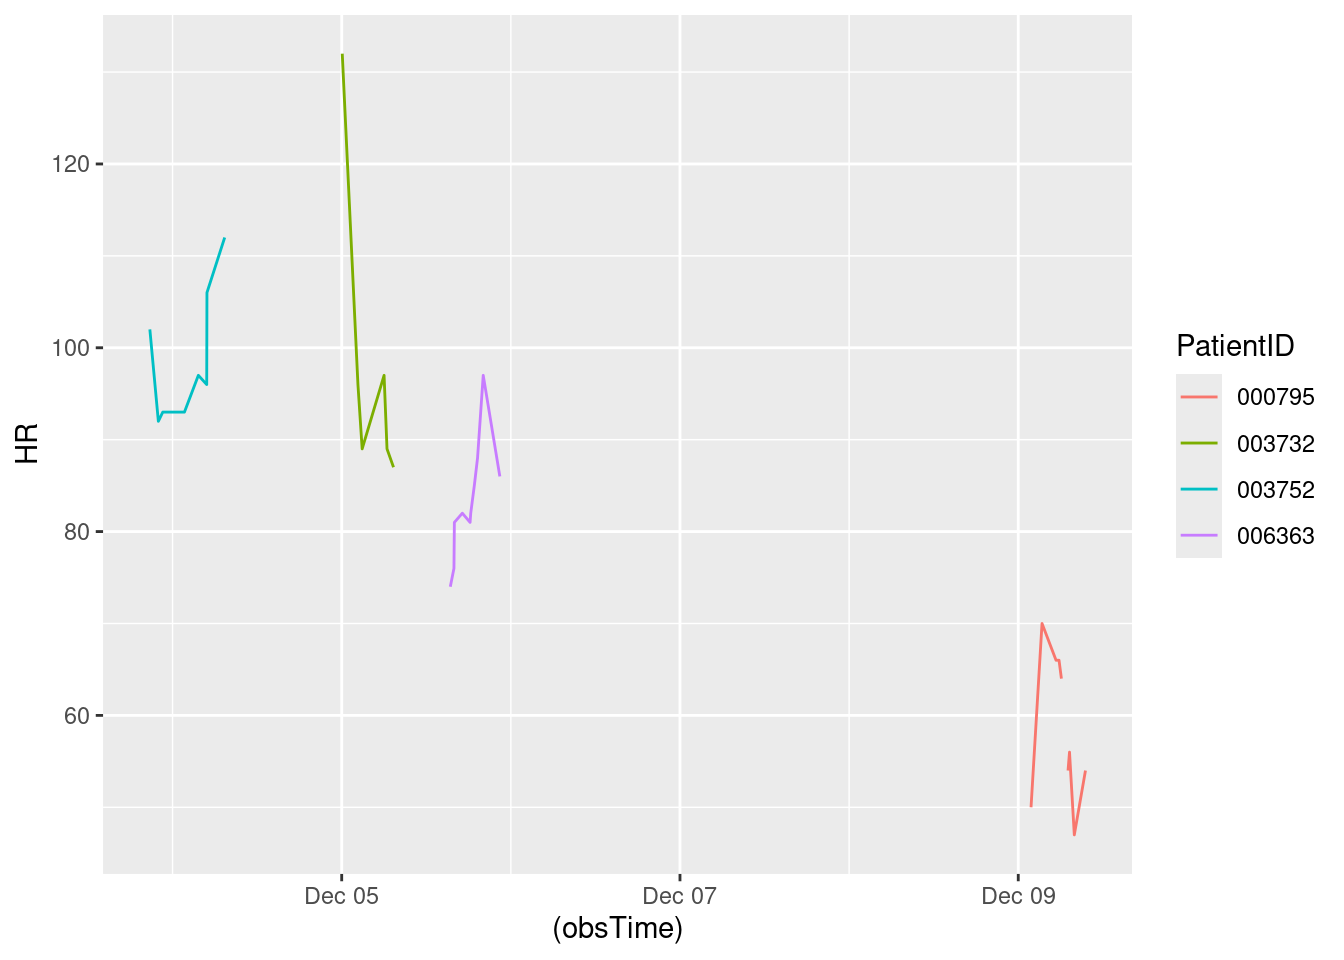 120
100
80
60
HR
Dec 05
Dec 07
Dec 09
(obsTime)
PatientID
000795
003732
003752
006363